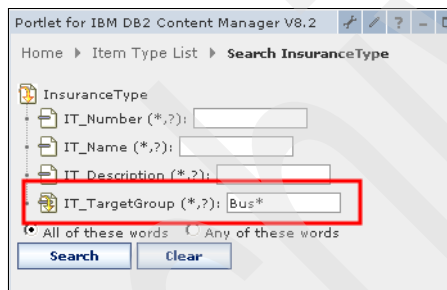 Portlet for IBM DB2 Content Manager V8.2 ?
Home Item Type List Search InsuranceType
InsuranceType
IT_Number (*,?):
IT_Name (*,?):
IT_Description (*,?):
IT_TargetGroup (*,?): Bus*
All of these words Any of these words
Search Clear